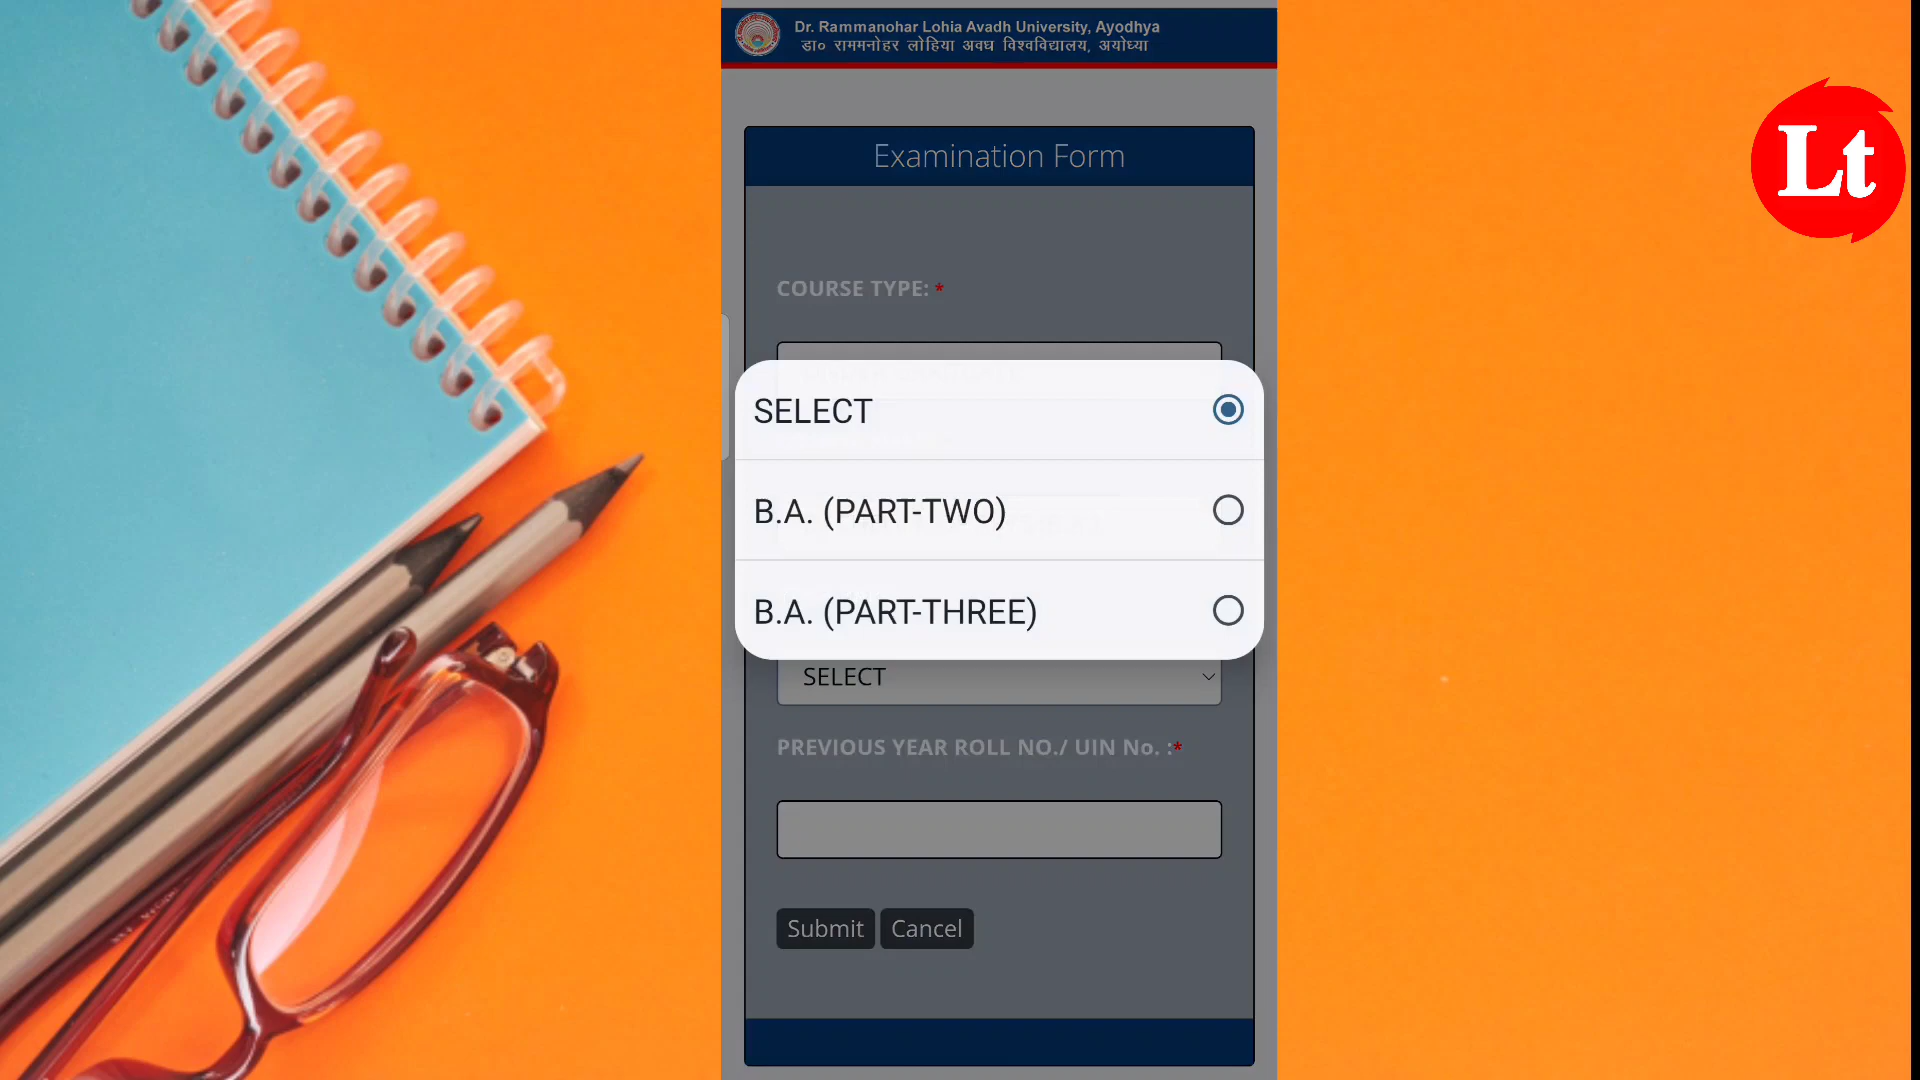 Dr. Rammanohar Lohia Avadh University, Ayodhya
डा० राममनोहर लोहिया अवध विश्वविद्यालय, अयोध्या
Lt
Examination Form
COURSE TYPE: *
SELECT
B.A. (PART-TWO)
B.A. (PART-THREE)
SELECT
PREVIOUS YEAR ROLL NO./ UIN No. :*
Submit Cancel